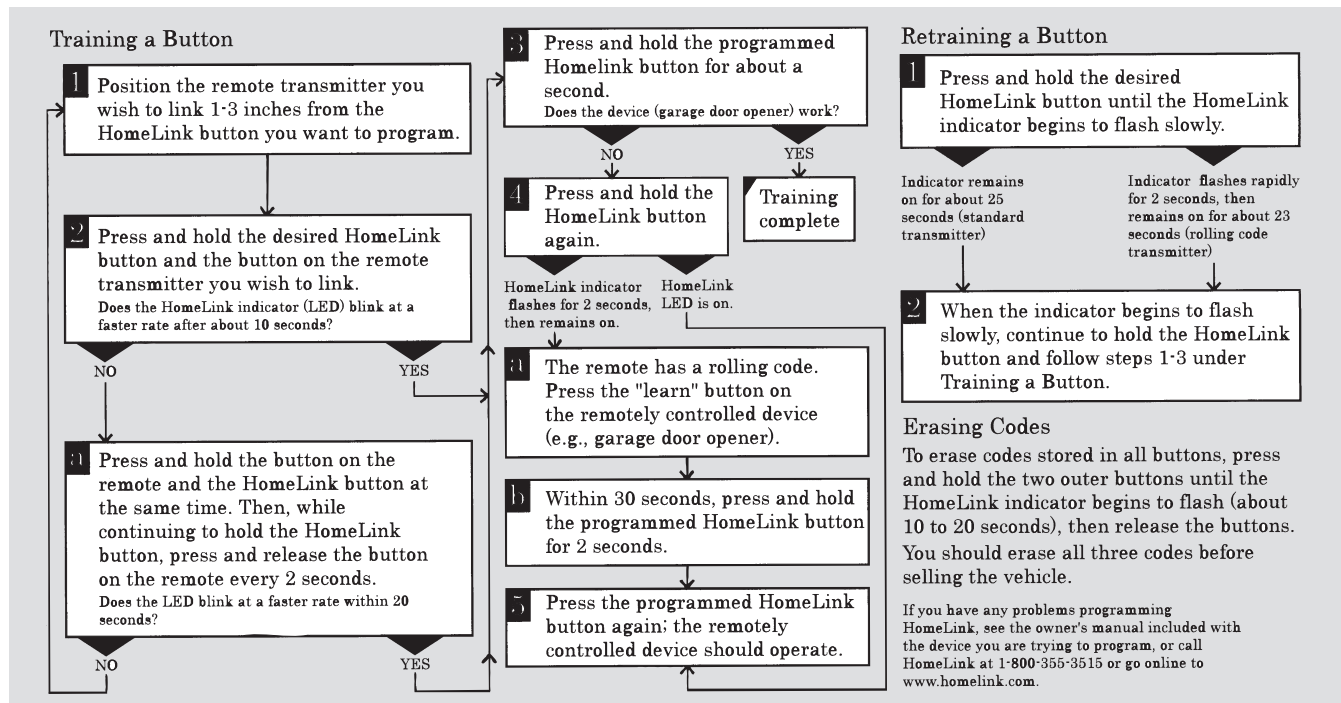 Training a Button
1
Position the remote transmitter you
wish to link 1-3 inches from the
HomeLink button you want to program.
2
Press and hold the desired HomeLink
button and the button on the remote
transmitter you wish to link.
Does the HomeLink indicator (LED) blink at a
faster rate after about 10 seconds?
NO
YES
a
Press and hold the button on the
remote and the HomeLink button at
the same time. Then, while
continuing to hold the HomeLink
button, press and release the button
on the remote every 2 seconds.
Does the LED blink at a faster rate within 20
seconds?
NO
YES
3
Press and hold the programmed
Homelink button for about a
second.
Does the device (garage door opener) work?
NO
YES
4
Press and hold the
HomeLink button
again.
Training
complete
HomeLink indicator
flashes for 2 seconds,
then remains on.
HomeLink
LED is on.
a
The remote has a rolling code.
Press the "learn" button on
the remotely controlled device
(e.g., garage door opener).
b
Within 30 seconds, press and hold
the programmed HomeLink button
for 2 seconds.
5
Press the programmed HomeLink
button again; the remotely
controlled device should operate.
Retraining a Button
1
Press and hold the desired
HomeLink button until the HomeLink
indicator begins to flash slowly.
Indicator remains
on for about 25
seconds (standard
transmitter)
Indicator flashes rapidly
for 2 seconds, then
remains on for about 23
seconds (rolling code
transmitter)
2
When the indicator begins to flash
slowly, continue to hold the HomeLink
button and follow steps 1-3 under
Training a Button.
Erasing Codes
To erase codes stored in all buttons, press
and hold the two outer buttons until the
HomeLink indicator begins to flash (about
10 to 20 seconds), then release the buttons.
You should erase all three codes before
selling the vehicle.
If you have any problems programming
HomeLink, see the owner's manual included with
the device you are trying to program, or call
HomeLink at 1-800-355-3515 or go online to
www.homelink.com.